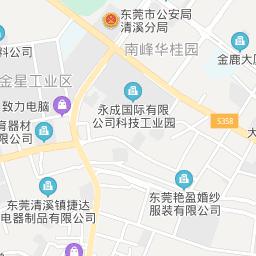 东莞市公安局
清溪分局
料公司
南峰华桂园
金鹿大厦
金星工业区
致力电脑
永成国际有限
公司科技工业园
S358
育器材
有限公司
东莞清溪镇捷达
电器制品有限公司
东莞艳盈婚纱
服装有限公司